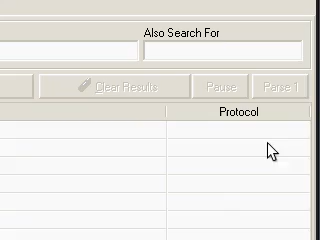 Also Search For
Clear Results
Pause
Parse 1
Protocol